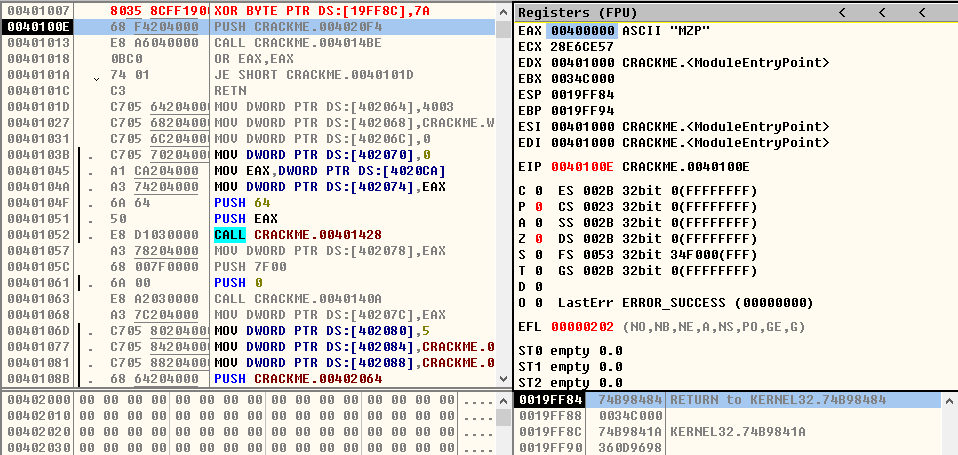 00401007 8035 8CFF1900 XOR BYTE PTR DS:[19FF8C],7A
0040100E 68 F4204000 PUSH CRACKME.004020F4
00401013 E8 A6040000 CALL CRACKME.004014BE
00401018 0BC0 OR EAX,EAX
0040101A 74 01 JE SHORT CRACKME.0040101D
0040101C C3 RETN
0040101D C705 64204000 MOV DWORD PTR DS:[402064],4003
00401027 C705 68204000 MOV DWORD PTR DS:[402068],CRACKME.W
00401031 C705 6C204000 MOV DWORD PTR DS:[40206C],0
0040103B . C705 70204000 MOV DWORD PTR DS:[402070],0
00401045 . A1 CA204000 MOV EAX,DWORD PTR DS:[4020CA]
0040104A . A3 74204000 MOV DWORD PTR DS:[402074],EAX
0040104F . 6A 64 PUSH 64
00401051 . 50 PUSH EAX
00401052 . E8 D1030000 CALL CRACKME.00401428
00401057 A3 78204000 MOV DWORD PTR DS:[402078],EAX
0040105C 68 007F0000 PUSH 7F00
00401061 . 6A 00 PUSH 0
00401063 E8 A2030000 CALL CRACKME.0040140A
00401068 A3 7C204000 MOV DWORD PTR DS:[40207C],EAX
0040106D . C705 80204000 MOV DWORD PTR DS:[402080],5
00401077 . C705 84204000 MOV DWORD PTR DS:[402084],CRACKME.0
00401081 . C705 88204000 MOV DWORD PTR DS:[402088],CRACKME.0
0040108B . 68 64204000 PUSH CRACKME.00402064
Registers (FPU) < < <
EAX 00400000 ASCII "MZP"
ECX 28E6CE57
EDX 00401000 CRACKME.<ModuleEntryPoint>
EBX 0034C000
ESP 0019FF84
EBP 0019FF94
ESI 00401000 CRACKME.<ModuleEntryPoint>
EDI 00401000 CRACKME.<ModuleEntryPoint>
EIP 0040100E CRACKME.0040100E
C 0 ES 002B 32bit 0(FFFFFFFF)
P 0 CS 0023 32bit 0(FFFFFFFF)
A 0 SS 002B 32bit 0(FFFFFFFF)
Z 0 DS 002B 32bit 0(FFFFFFFF)
S 0 FS 0053 32bit 34F000(FFF)
T 0 GS 002B 32bit 0(FFFFFFFF)
D 0
O 0 LastErr ERROR_SUCCESS (00000000)
EFL 00000202 (NO,NB,NE,A,NS,PO,GE,G)
ST0 empty 0.0
ST1 empty 0.0
ST2 empty 0.0
00402000 00 00 00 00 00 00 00 00 00 00 00 00 00 00 00 00 ....
00402010 00 00 00 00 00 00 00 00 00 00 00 00 00 00 00 00 ....
00402020 00 00 00 00 00 00 00 00 00 00 00 00 00 00 00 00 ....
00402030 00 00 00 00 00 00 00 00 00 00 00 00 00 00 00 00 ....
0019FF84 74B98484 RETURN to KERNEL32.74B98484
0019FF88 0034C000
0019FF8C 74B9841A KERNEL32.74B9841A
0019FF90 360D9698